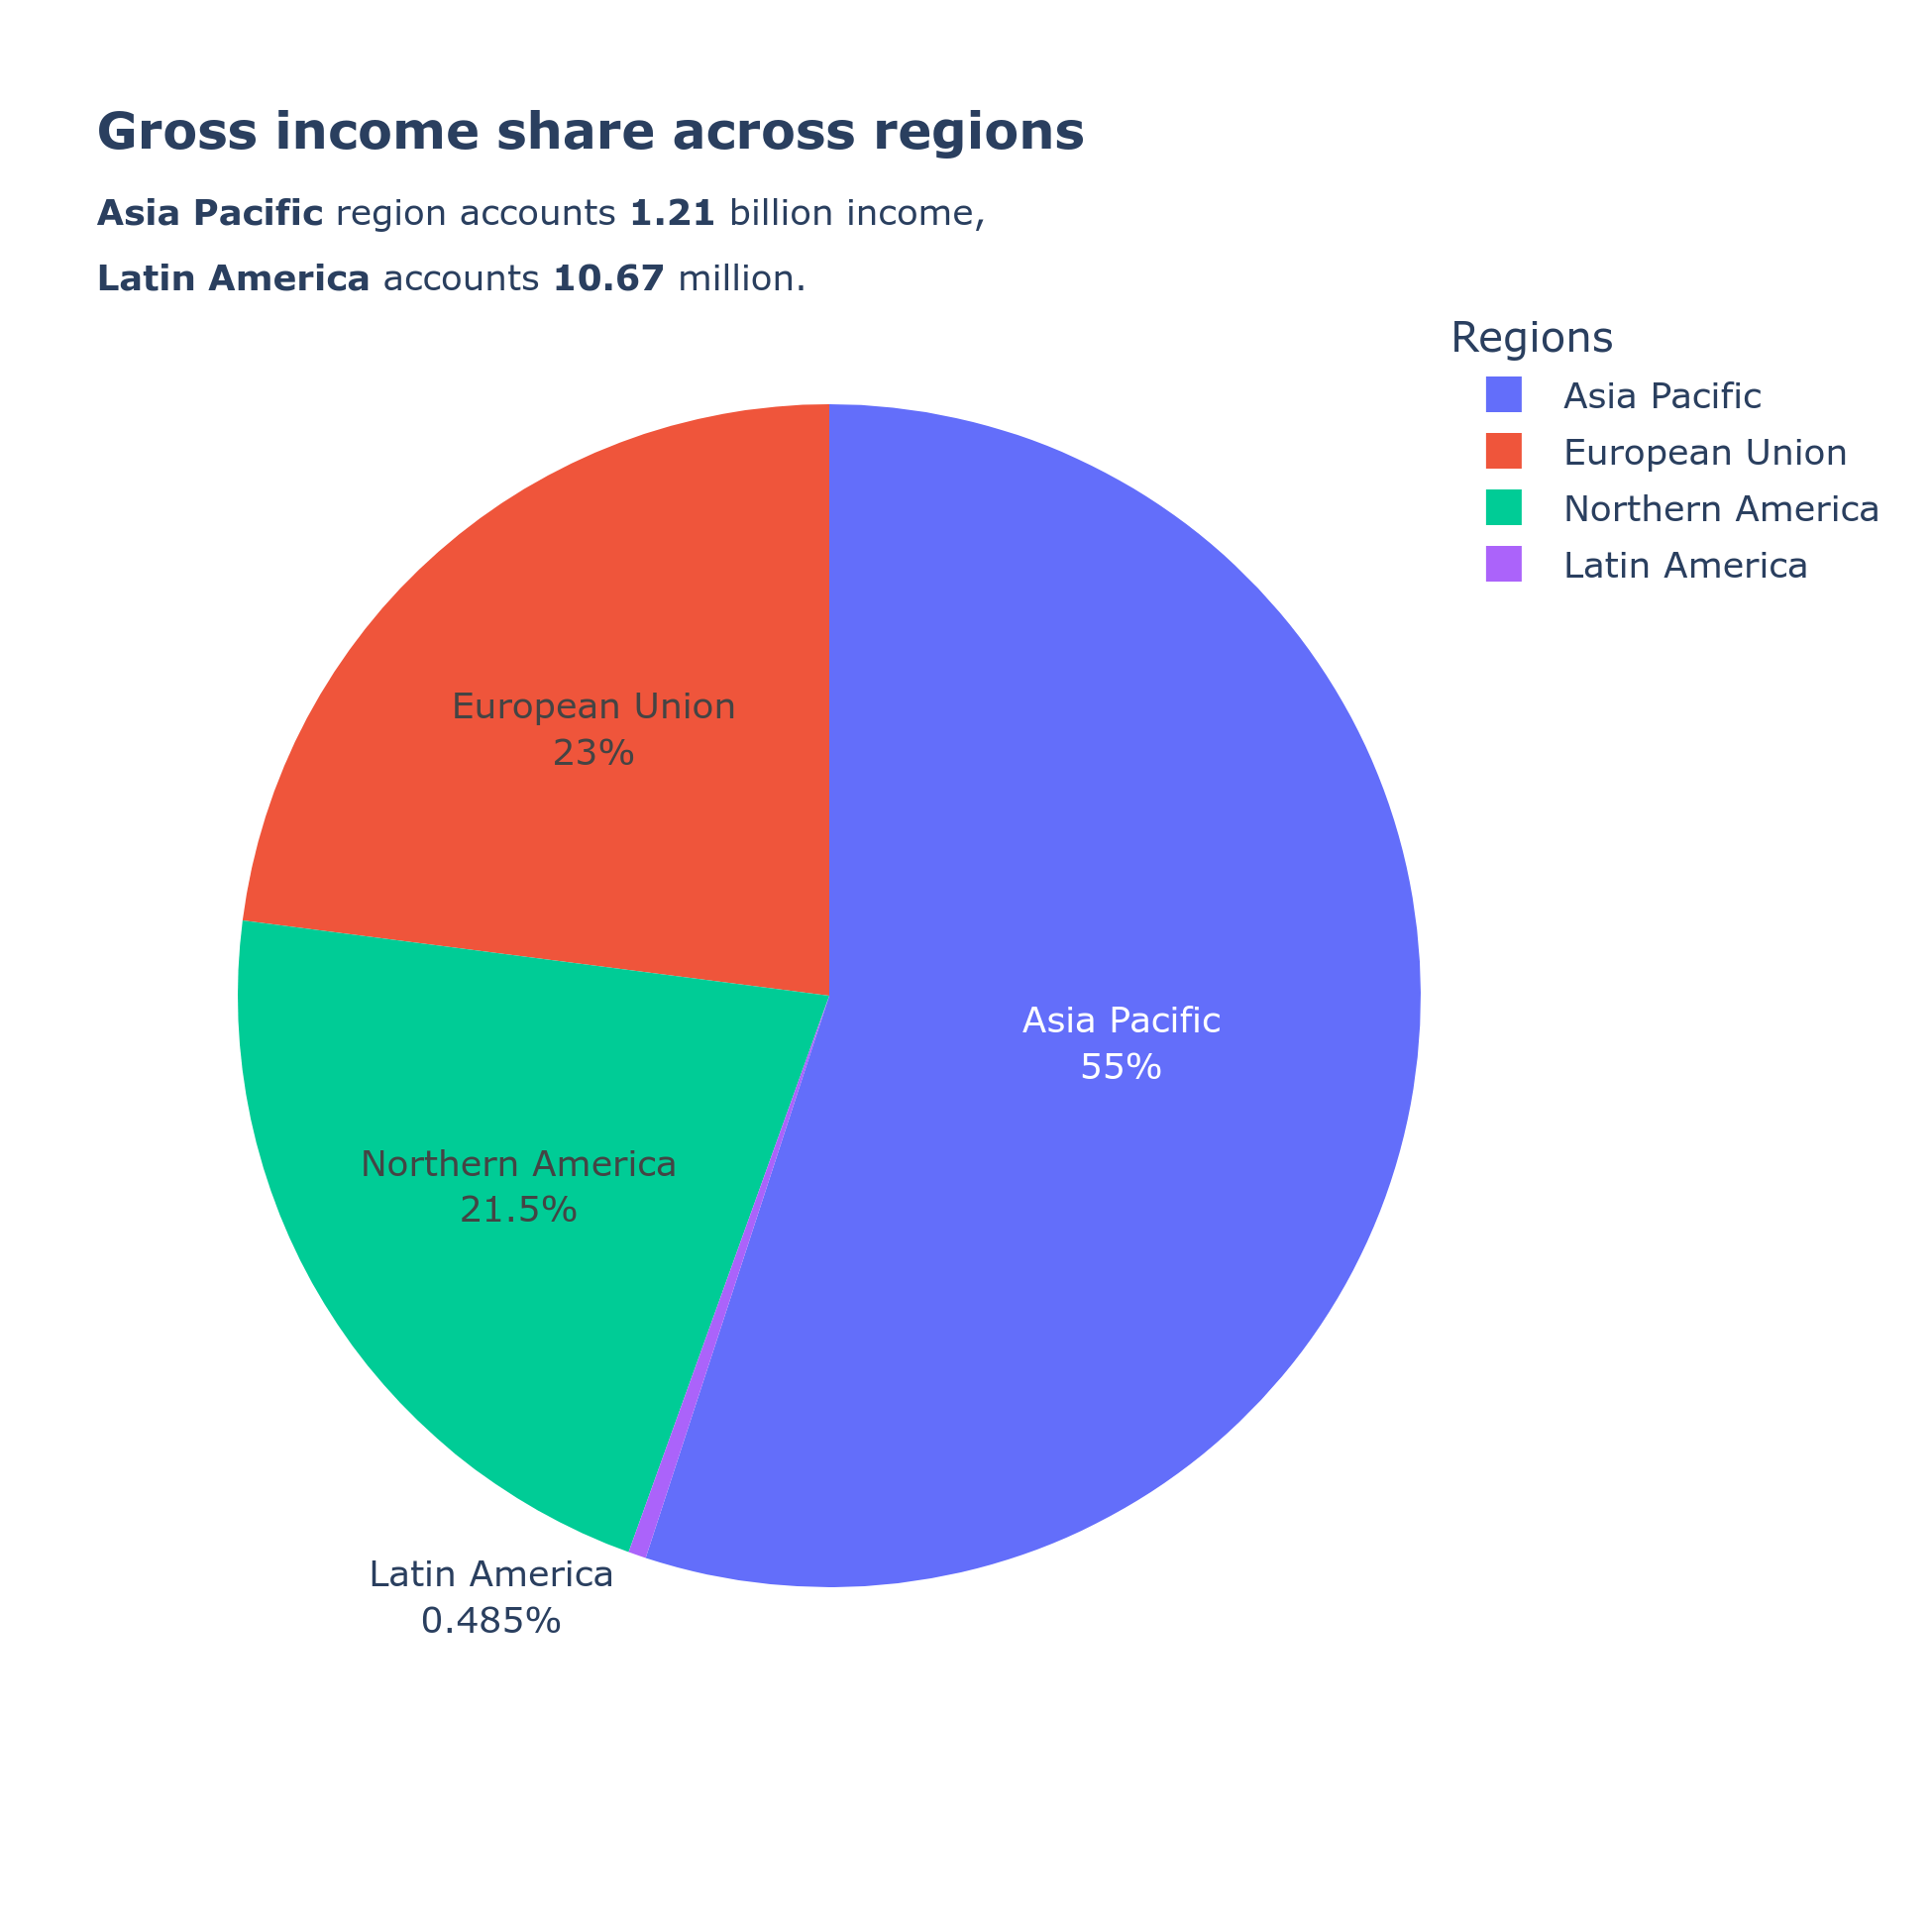 Gross income share across regions
Asia Pacific region accounts 1.21 billion income,
Latin America accounts 10.67 million.
Regions
Asia Pacific
European Union
Northern America
Latin America
European Union
23%
Asia Pacific
55%
Northern America
21.5%
Latin America
0.485%